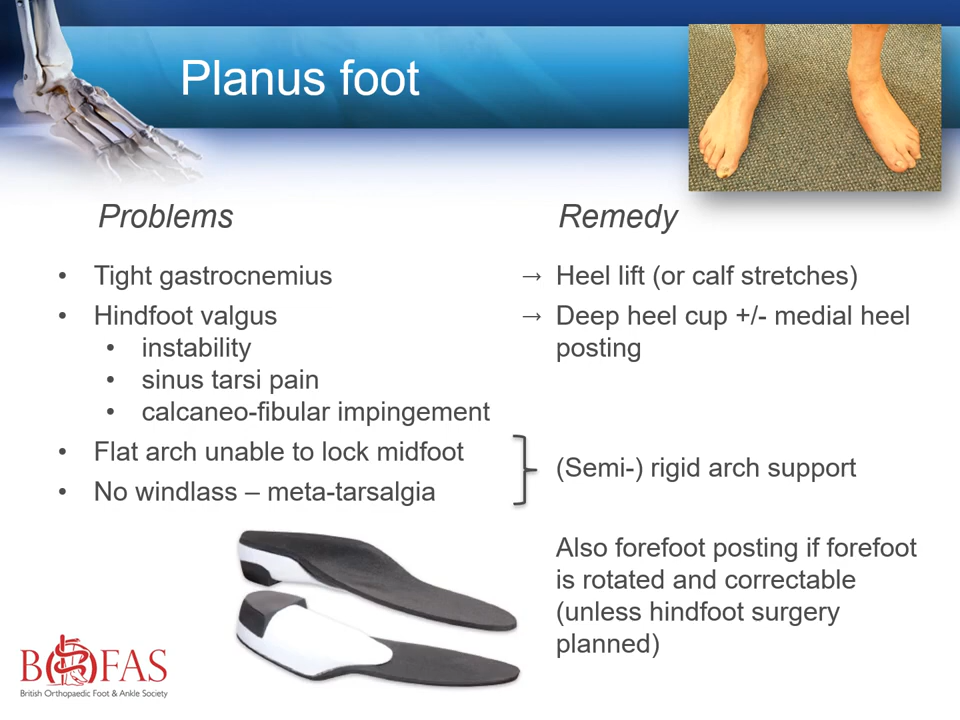 Planus foot
Problems
Remedy
• Tight gastrocnemius
→ Heel lift (or calf stretches)
• Hindfoot valgus
→ Deep heel cup +/- medial heel
posting
• instability
• sinus tarsi pain
• calcaneo-fibular impingement
• Flat arch unable to lock midfoot
• No windlass – meta-tarsalgia
(Semi-) rigid arch support
Also forefoot posting if forefoot
is rotated and correctable
(unless hindfoot surgery
planned)
BOFAS
British Orthopaedic Foot & Ankle Society